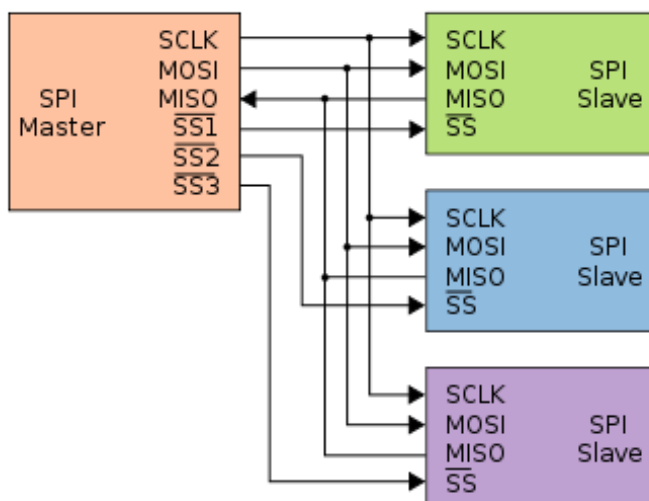 SCLK
MOSI
MISO
SS1
SS2
SS3
SPI
Master
SCLK
MOSI
MISO
SS
SPI
Slave
SCLK
MOSI
MISO
SS
SPI
Slave
SCLK
MOSI
MISO
SS
SPI
Slave